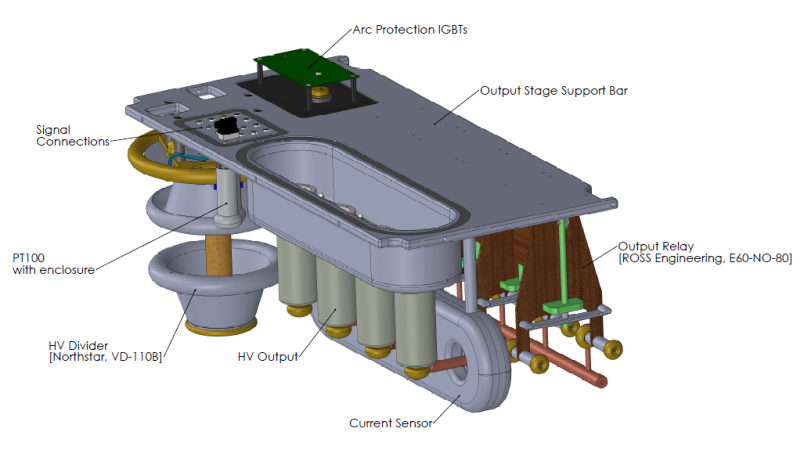 Arc Protection IGBTs
Output Stage Support Bar
Signal
Connections
PT100
with enclosure
Output Relay
[ROSS Engineering, E60-NO-80]
HV Divider
[Northstar, VD-110B]
HV Output
Current Sensor